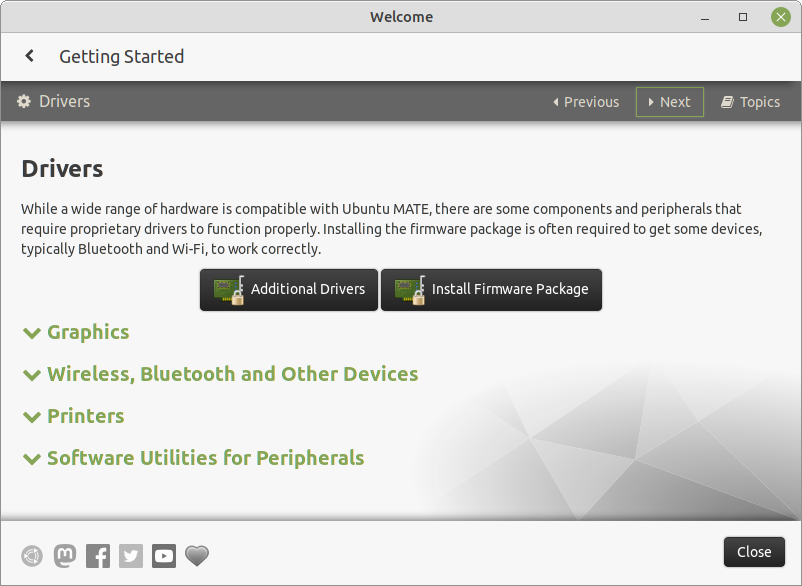 Welcome
Getting Started
Drivers
Previous
Next
Topics
Drivers
While a wide range of hardware is compatible with Ubuntu MATE, there are some components and peripherals that
require proprietary drivers to function properly. Installing the firmware package is often required to get some devices,
typically Bluetooth and Wi-Fi, to work correctly.
Additional Drivers
Install Firmware Package
Graphics
Wireless, Bluetooth and Other Devices
Printers
Software Utilities for Peripherals
Close